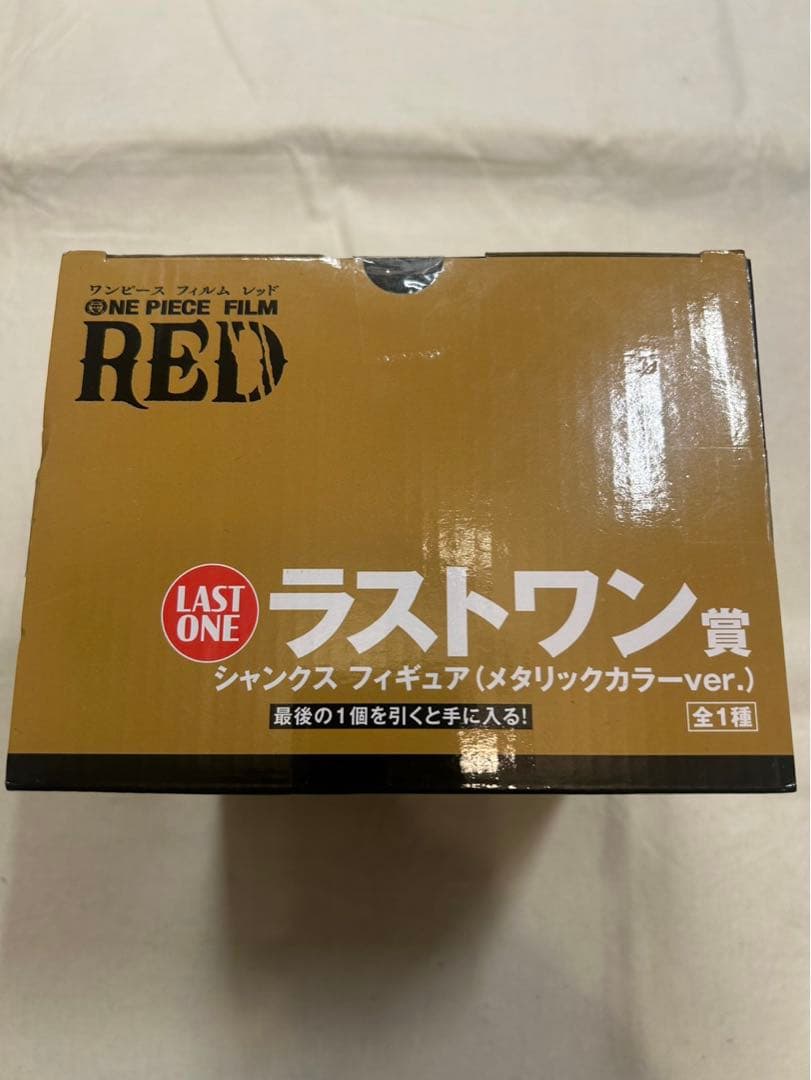 ワンピース フィルム レッド
ONE PIECE FILM
RED
LAST ONE
ラストワン賞
シャンクス フィギュア(メタリックカラーver.)
最後の1個を引くと手に入る!
全1種